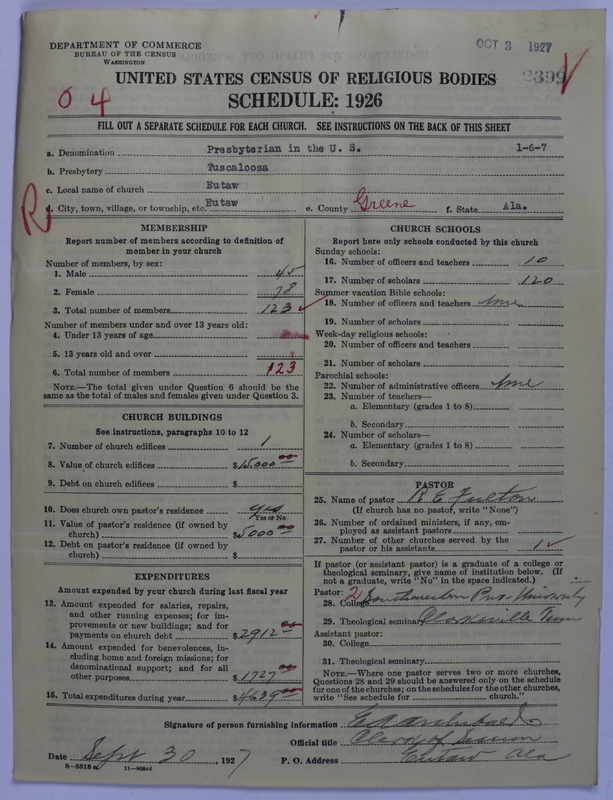 DEPARTMENT OF COMMERCE
BUREAU OF THE CENSUS
WASHINGTON
OCT 3 1927
2399
UNITED STATES CENSUS OF RELIGIOUS BODIES
0 4
SCHEDULE: 1926
FILL OUT A SEPARATE SCHEDULE FOR EACH CHURCH. SEE INSTRUCTIONS ON THE BACK OF THIS SHEET
a. Denomination Presbyterian in the U. S. 1-6-7
b. Presbytery Tuscaloosa
c. Local name of church Eutaw
R
d. City, town, village, or township, etc. Eutaw e. County Greene f. State Ala.
MEMBERSHIP
Report number of members according to definition of
member in your church
Number of members, by sex:
1. Male 45
2. Female 78
3. Total number of members 123
Number of members under and over 13 years old:
4. Under 13 years of age
5. 13 years old and over
6. Total number of members 123
NOTE.—The total given under Question 6 should be the
same as the total of males and females given under Question 3.
CHURCH BUILDINGS
See instructions, paragraphs 10 to 12
7. Number of church edifices 1
8. Value of church edifices $15000.00
9. Debt on church edifices $
10. Does church own pastor's residence yes
Yes or No
11. Value of pastor's residence (if owned by
church) $5000.00
12. Debt on pastor's residence (if owned by
church) $
EXPENDITURES
Amount expended by your church during last fiscal year
13. Amount expended for salaries, repairs,
and other running expenses; for im-
provements or new buildings; and for
payments on church debt $2912.00
14. Amount expended for benevolences, in-
cluding home and foreign missions; for
denominational support; and for all
other purposes $1727.00
15. Total expenditures during year $4639.00
CHURCH SCHOOLS
Report here only schools conducted by this church
Sunday schools:
16. Number of officers and teachers 10
17. Number of scholars 120
Summer vacation Bible schools:
18. Number of officers and teachers None
19. Number of scholars
Week-day religious schools:
20. Number of officers and teachers
21. Number of scholars
Parochial schools:
22. Number of administrative officers None
23. Number of teachers—
a. Elementary (grades 1 to 8)
b. Secondary
24. Number of scholars—
a. Elementary (grades 1 to 8)
b. Secondary
PASTOR
25. Name of pastor R E Fulton
(If church has no pastor, write "None")
26. Number of ordained ministers, if any, em-
ployed as assistant pastors
27. Number of other churches served by the
pastor or his assistants 1
If pastor (or assistant pastor) is a graduate of a college or
theological seminary, give name of institution below. (If
not a graduate, write "No" in the space indicated.)
Pastor: 2
28. College Southwestern Pres. University
29. Theological seminary Clarksville Tenn
Assistant pastor:
30. College
31. Theological seminary
NOTE.—Where one pastor serves two or more churches,
Questions 28 and 29 should be answered only on the schedule
for one of the churches; on the schedules for the other churches,
write "See schedule for church."
Signature of person furnishing information E A Archibald
Official title Clerk of Session
Date Sept 30, 1927 P. O. Address Eutaw Ala